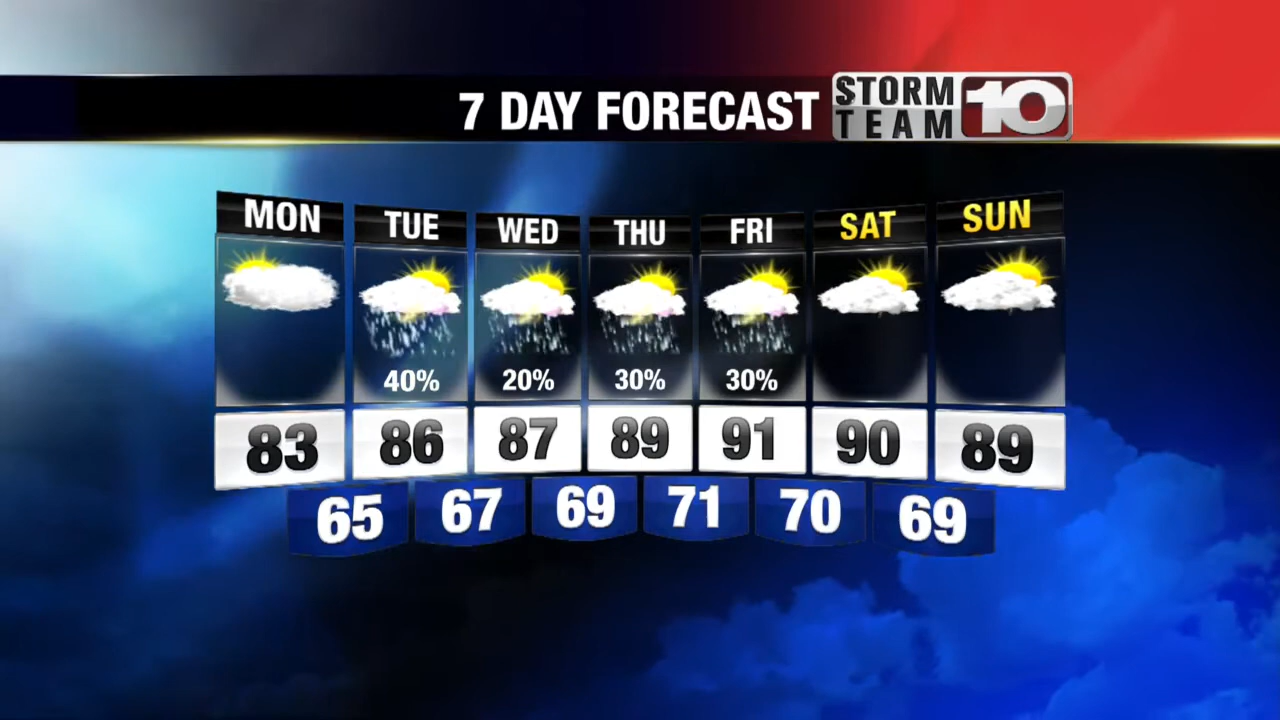 7 DAY FORECAST
STORM
TEAM
10
MON TUE WED THU FRI SAT SUN
40% 20% 30% 30%
83 86 87 89 91 90 89
65 67 69 71 70 69